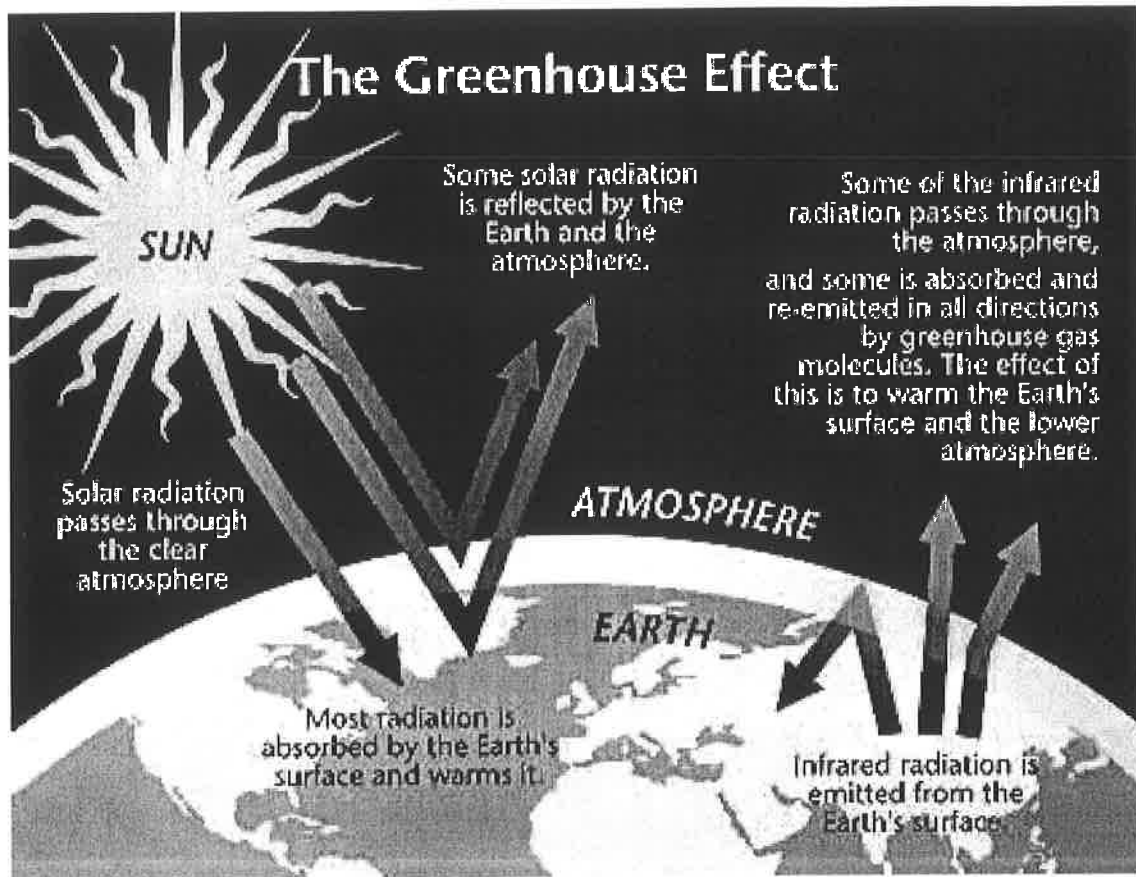 The Greenhouse Effect
SUN
Some solar radiation
is reflected by the
Earth and the
atmosphere.
Some of the infrared
radiation passes through
the atmosphere,
and some is absorbed and
re-emitted in all directions
by greenhouse gas
molecules. The effect of
this is to warm the Earth's
surface and the lower
atmosphere.
Solar radiation
passes through
the clear
atmosphere
ATMOSPHERE
EARTH
Most radiation is
absorbed by the Earth's
surface and warms it.
Infrared radiation is
emitted from the
Earth's surface